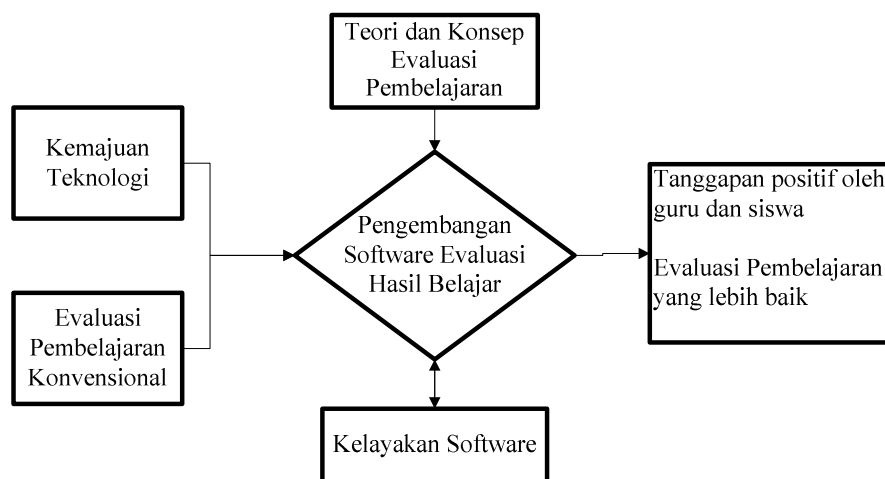 Teori dan Konsep
Evaluasi
Pembelajaran
Kemajuan
Teknologi
Evaluasi
Pembelajaran
Konvensional
Pengembangan
Software Evaluasi
Hasil Belajar
Tanggapan positif oleh
guru dan siswa
Evaluasi Pembelajaran
yang lebih baik
Kelayakan Software